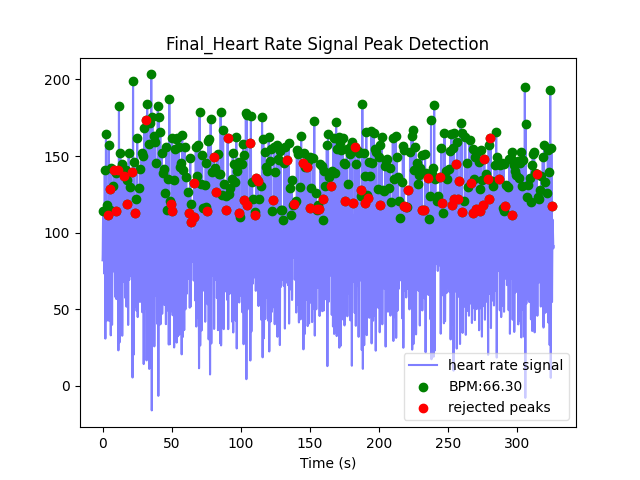 Final_Heart Rate Signal Peak Detection
200
150
100
50
0
0 50 100 150 200 250 300
Time (s)
heart rate signal
BPM:66.30
rejected peaks